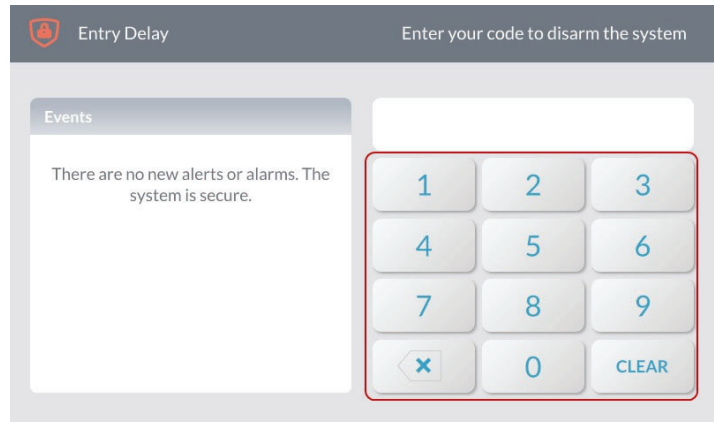 Entry Delay
Enter your code to disarm the system
Events
There are no new alerts or alarms. The
system is secure.
1 2 3
4 5 6
7 8 9
0 CLEAR